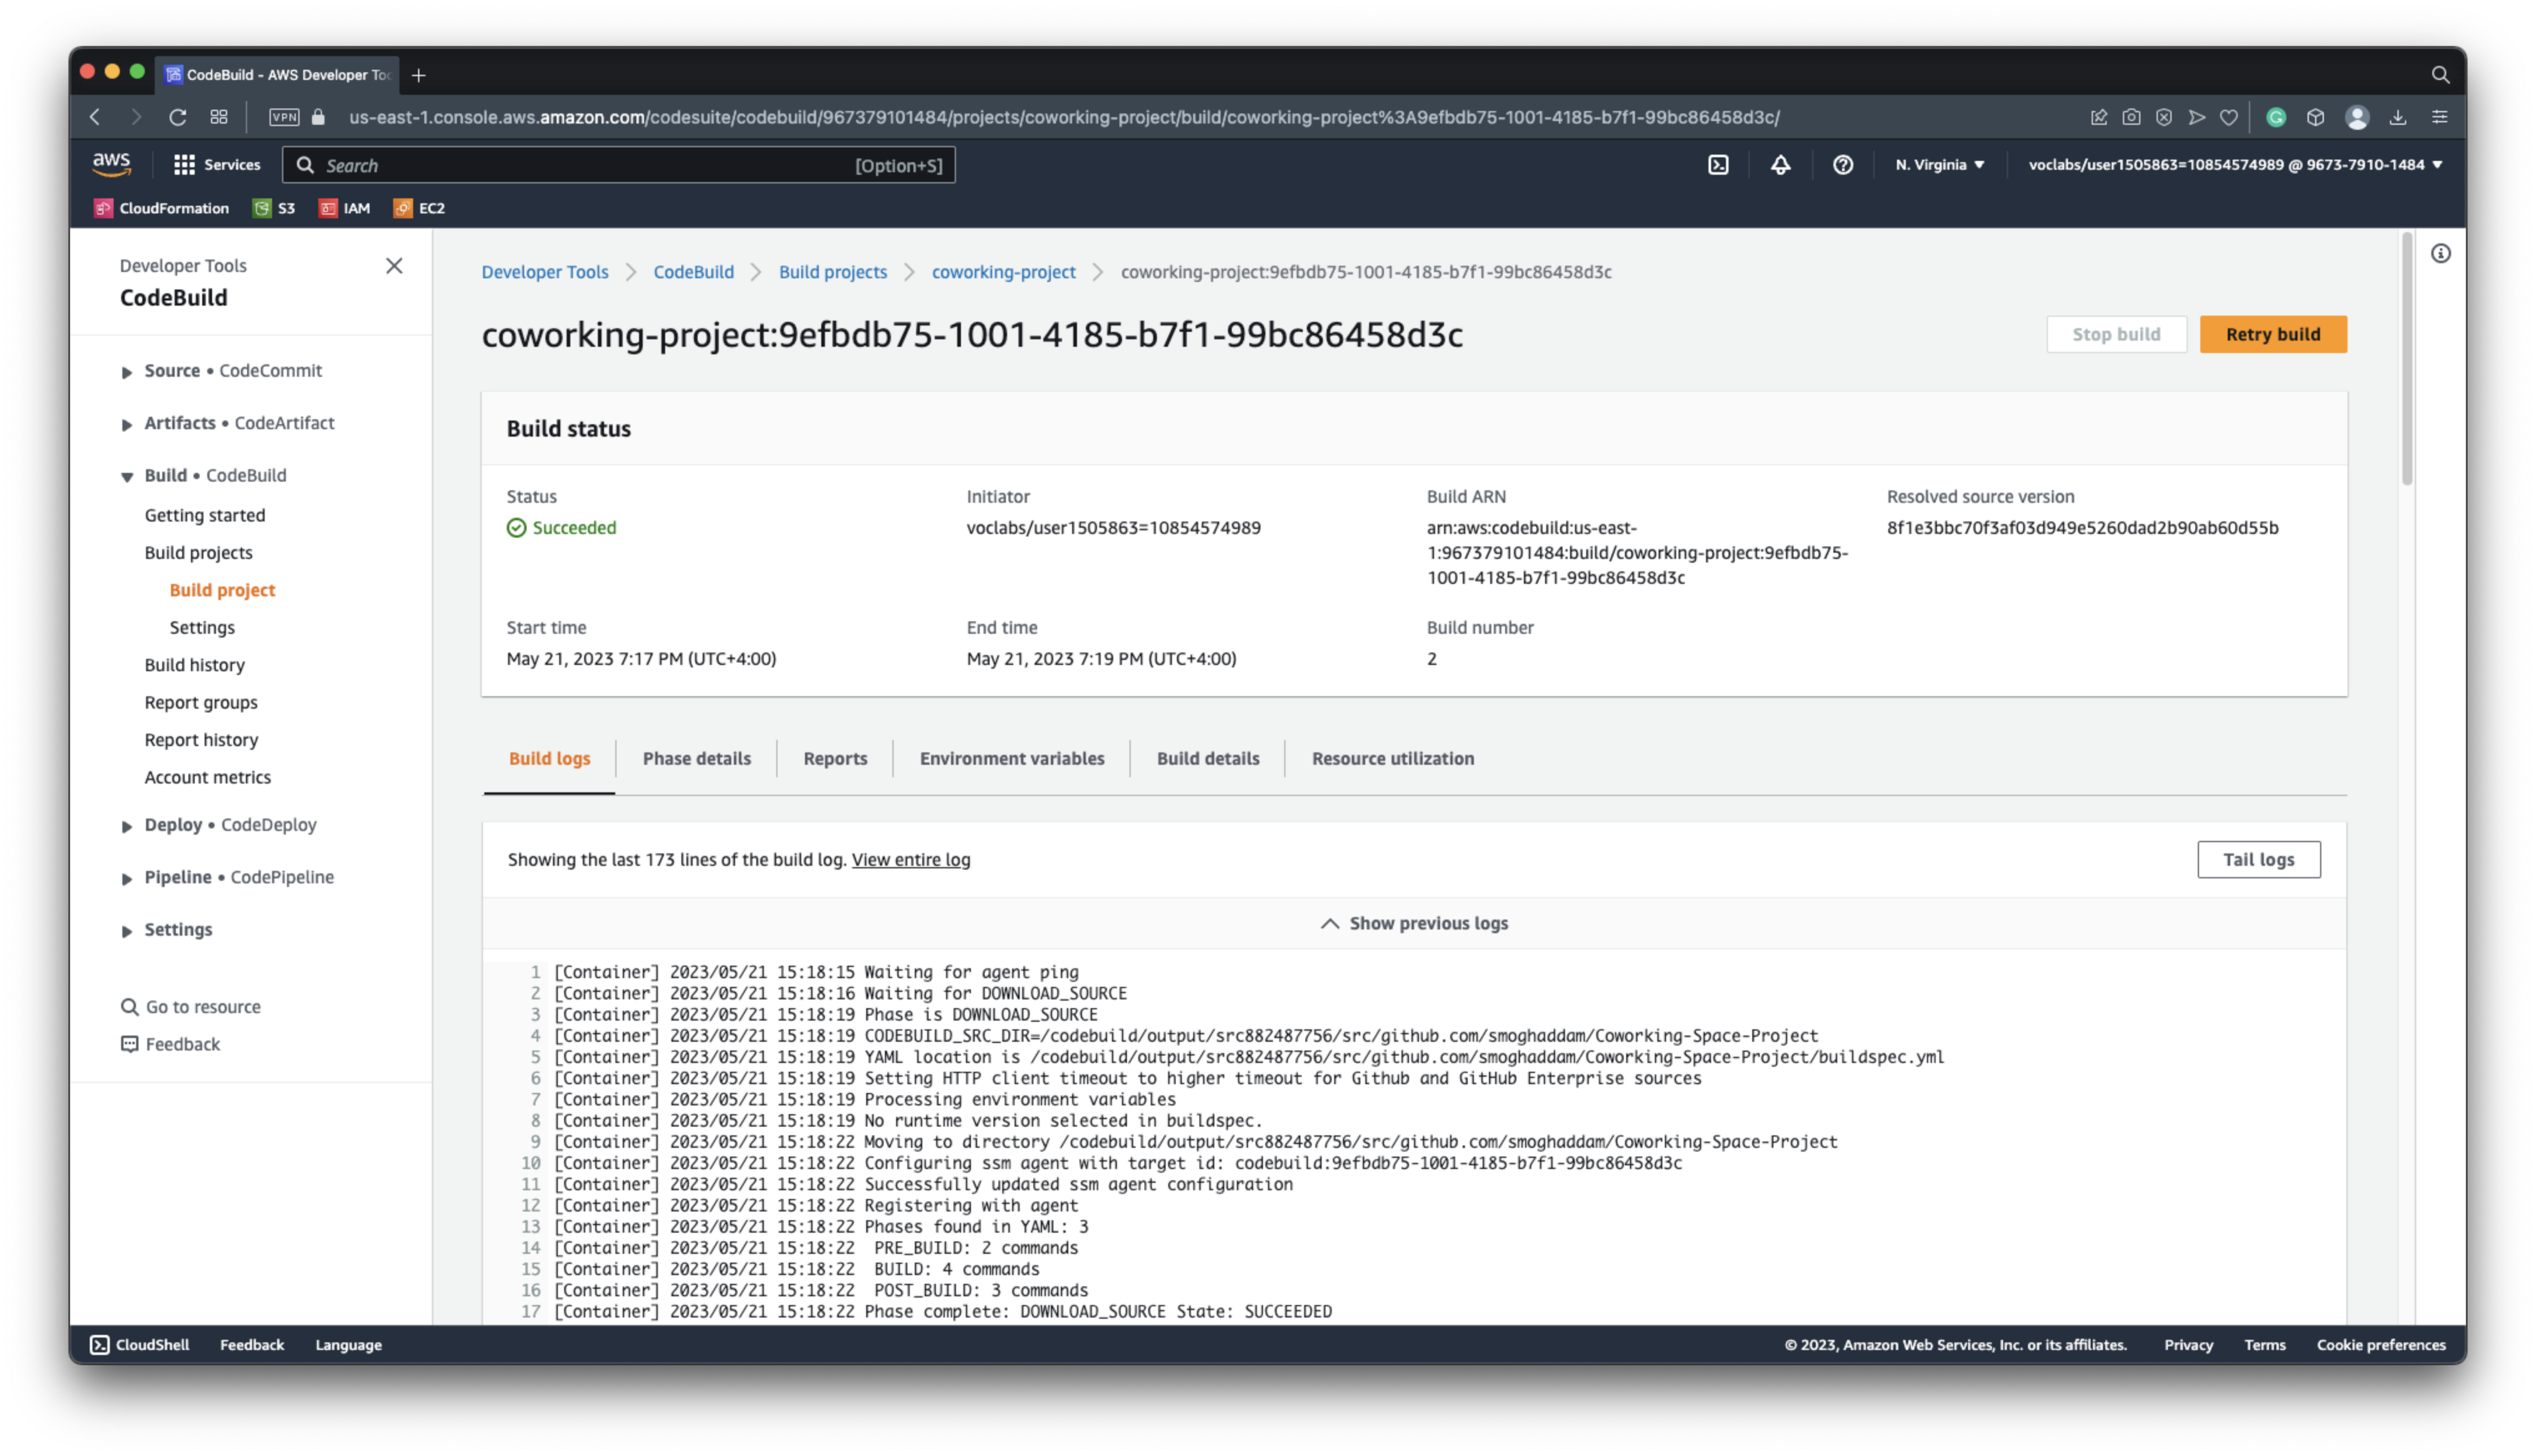 CodeBuild - AWS Developer Too
VPN us-east-1.console.aws.amazon.com/codesuite/codebuild/967379101484/projects/coworking-project/build/coworking-project%3A9efbdb75-1001-4185-b7f1-99bc86458d3c/
aws Services Search [Option+S] N. Virginia voclabs/user1505863=10854574989 @ 9673-7910-1484
CloudFormation S3 IAM EC2
Developer Tools
CodeBuild
Source • CodeCommit
Artifacts • CodeArtifact
Build • CodeBuild
Getting started
Build projects
Build project
Settings
Build history
Report groups
Report history
Account metrics
Deploy • CodeDeploy
Pipeline • CodePipeline
Settings
Go to resource
Feedback
Developer Tools CodeBuild Build projects coworking-project coworking-project:9efbdb75-1001-4185-b7f1-99bc86458d3c
coworking-project:9efbdb75-1001-4185-b7f1-99bc86458d3c
Stop build Retry build
Build status
Status
Succeeded
Initiator
voclabs/user1505863=10854574989
Build ARN
arn:aws:codebuild:us-east-
1:967379101484:build/coworking-project:9efbdb75-
1001-4185-b7f1-99bc86458d3c
Resolved source version
8f1e3bbc70f3af03d949e5260dad2b90ab60d55b
Start time
May 21, 2023 7:17 PM (UTC+4:00)
End time
May 21, 2023 7:19 PM (UTC+4:00)
Build number
2
Build logs Phase details Reports Environment variables Build details Resource utilization
Showing the last 173 lines of the build log. View entire log
Tail logs
Show previous logs
1 [Container] 2023/05/21 15:18:15 Waiting for agent ping
2 [Container] 2023/05/21 15:18:16 Waiting for DOWNLOAD_SOURCE
3 [Container] 2023/05/21 15:18:19 Phase is DOWNLOAD_SOURCE
4 [Container] 2023/05/21 15:18:19 CODEBUILD_SRC_DIR=/codebuild/output/src882487756/src/github.com/smoghaddam/Coworking-Space-Project
5 [Container] 2023/05/21 15:18:19 YAML location is /codebuild/output/src882487756/src/github.com/smoghaddam/Coworking-Space-Project/buildspec.yml
6 [Container] 2023/05/21 15:18:19 Setting HTTP client timeout to higher timeout for Github and GitHub Enterprise sources
7 [Container] 2023/05/21 15:18:19 Processing environment variables
8 [Container] 2023/05/21 15:18:19 No runtime version selected in buildspec.
9 [Container] 2023/05/21 15:18:22 Moving to directory /codebuild/output/src882487756/src/github.com/smoghaddam/Coworking-Space-Project
10 [Container] 2023/05/21 15:18:22 Configuring ssm agent with target id: codebuild:9efbdb75-1001-4185-b7f1-99bc86458d3c
11 [Container] 2023/05/21 15:18:22 Successfully updated ssm agent configuration
12 [Container] 2023/05/21 15:18:22 Registering with agent
13 [Container] 2023/05/21 15:18:22 Phases found in YAML: 3
14 [Container] 2023/05/21 15:18:22  PRE_BUILD: 2 commands
15 [Container] 2023/05/21 15:18:22  BUILD: 4 commands
16 [Container] 2023/05/21 15:18:22  POST_BUILD: 3 commands
17 [Container] 2023/05/21 15:18:22 Phase complete: DOWNLOAD_SOURCE State: SUCCEEDED
CloudShell Feedback Language © 2023, Amazon Web Services, Inc. or its affiliates. Privacy Terms Cookie preferences